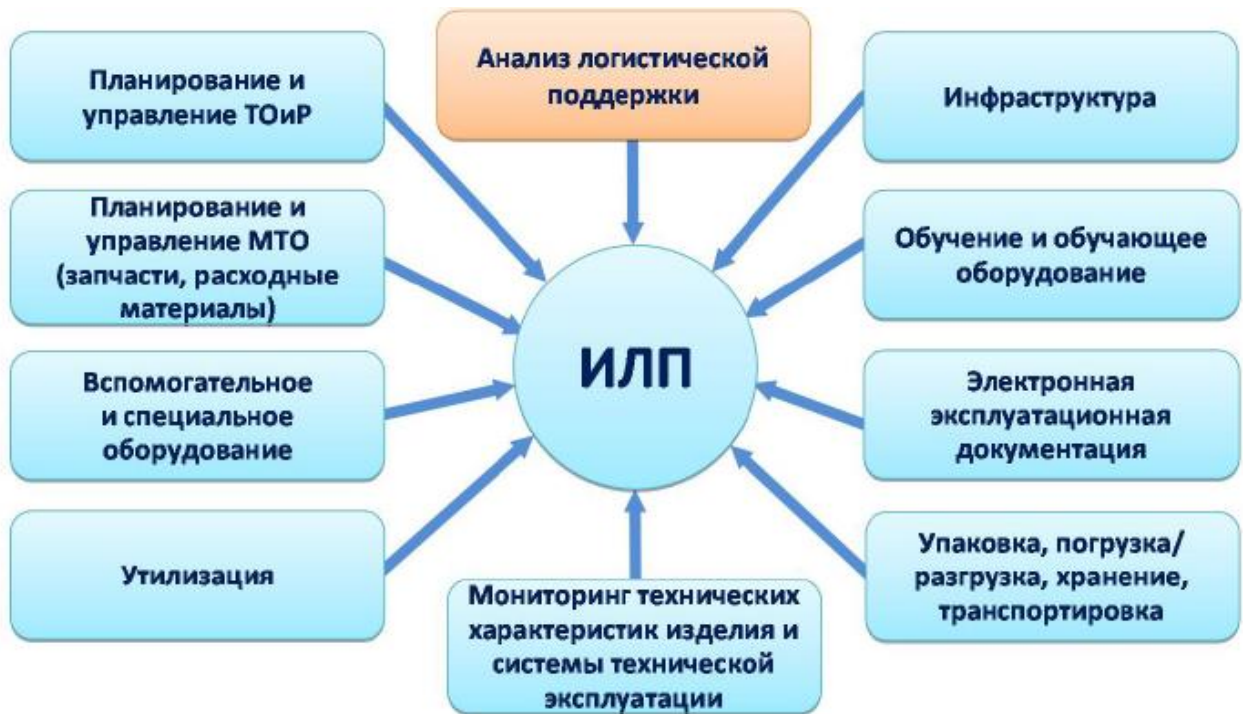 Планирование и
управление ТОиР
Анализ логистической
поддержки
Инфраструктура
Планирование и
управление МТО
(запчасти, расходные
материалы)
Обучение и обучающее
оборудование
ИЛП
Вспомогательное
и специальное
оборудование
Электронная
эксплуатационная
документация
Утилизация
Мониторинг технических
характеристик изделия и
системы технической
эксплуатации
Упаковка, погрузка/
разгрузка, хранение,
транспортировка